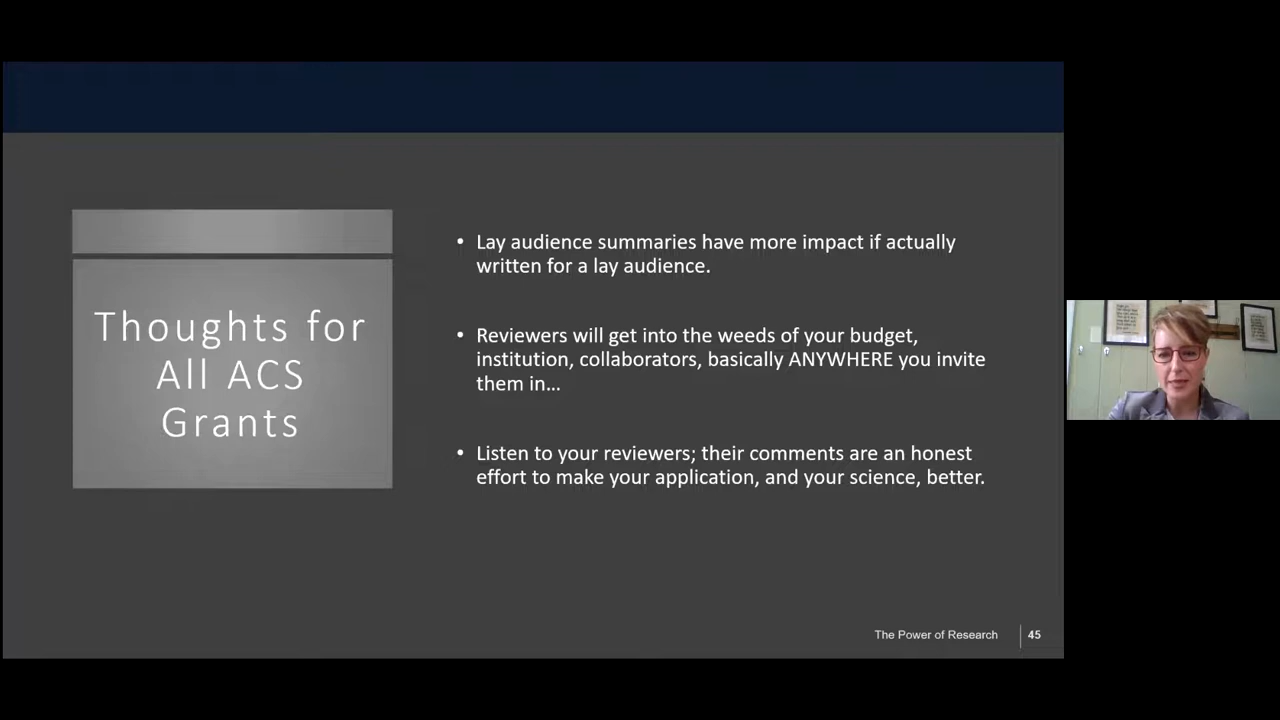 Thoughts for
All ACS
Grants
• Lay audience summaries have more impact if actually
written for a lay audience.
• Reviewers will get into the weeds of your budget,
institution, collaborators, basically ANYWHERE you invite
them in...
• Listen to your reviewers; their comments are an honest
effort to make your application, and your science, better.
The Power of Research
45